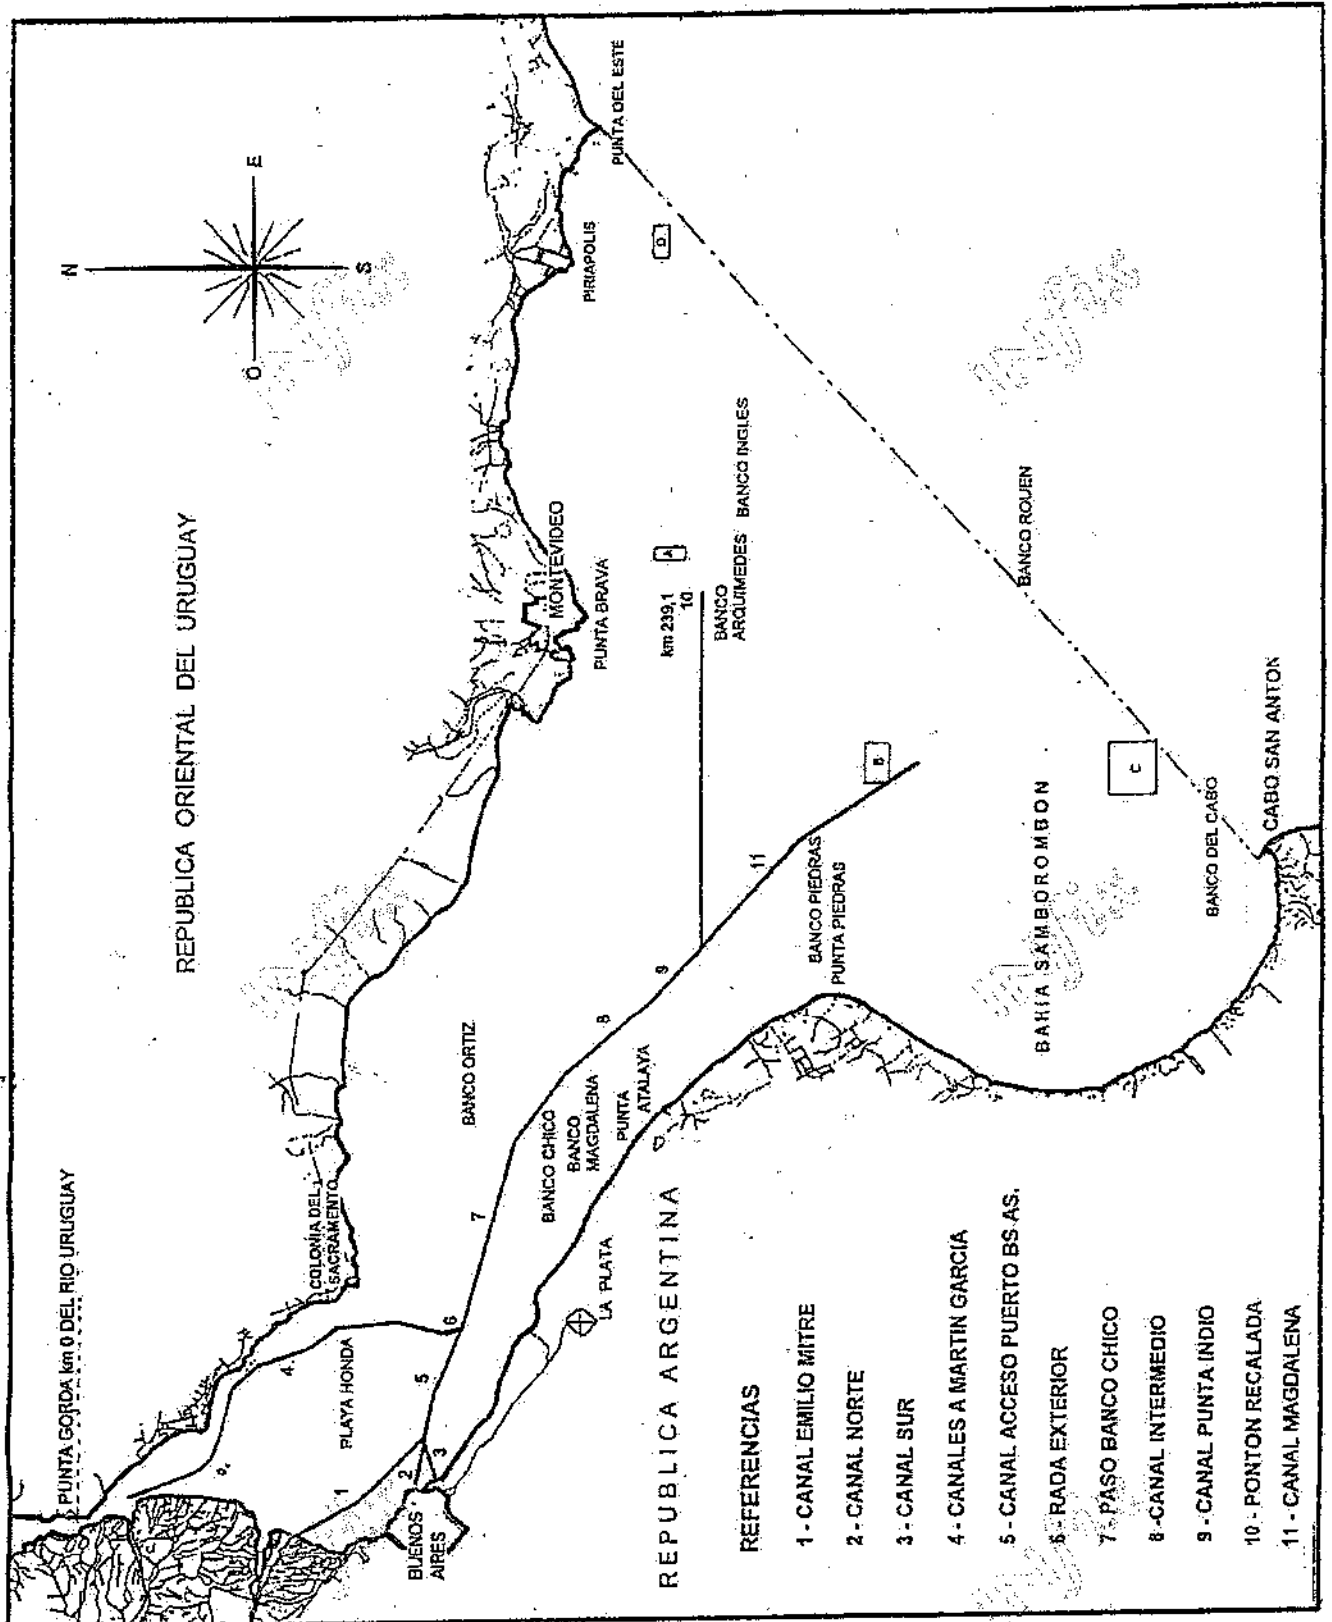 REPUBLICA ORIENTAL DEL URUGUAY
N
E
S
O
PUNTA GORDA km 0 DEL RIO URUGUAY
COLONIA DEL
SACRAMENTO
MONTEVIDEO
PUNTA BRAVA
PIRIAPOLIS
PUNTA DEL ESTE
PLAYA HONDA
BANCO ORTIZ
km 239,1
10
A
D
BANCO
ARQUIMEDES
BANCO INGLES
BUENOS
AIRES
1
2
3
4
5
6
7
8
9
11
BANCO CHICO
BANCO
MAGDALENA
PUNTA
ATALAYA
LA PLATA
BANCO PIEDRAS
PUNTA PIEDRAS
B
C
BANCO ROUEN
BAHIA SAMBOROMBON
BANCO DEL CABO
CABO SAN ANTON
REPUBLICA ARGENTINA
REFERENCIAS
1 - CANAL EMILIO MITRE
2 - CANAL NORTE
3 - CANAL SUR
4 - CANALES A MARTIN GARCIA
5 - CANAL ACCESO PUERTO BS.AS.
6 - RADA EXTERIOR
7 - PASO BANCO CHICO
8 - CANAL INTERMEDIO
9 - CANAL PUNTA INDIO
10 - PONTON RECALADA
11 - CANAL MAGDALENA